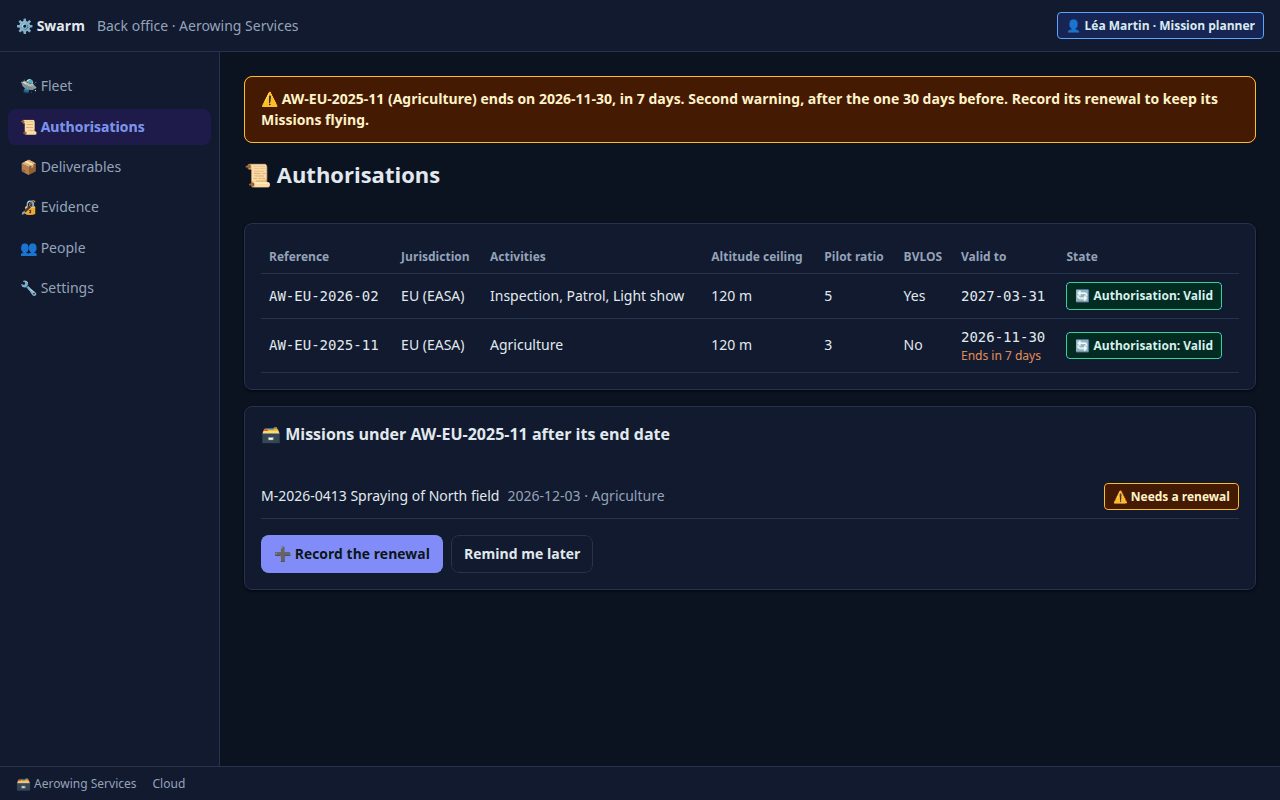 Swarm Back office · Aerowing Services
Léa Martin · Mission planner
Fleet
Authorisations
Deliverables
Evidence
People
Settings
AW-EU-2025-11 (Agriculture) ends on 2026-11-30, in 7 days. Second warning, after the one 30 days before. Record its renewal to keep its
Missions flying.
Authorisations
Reference Jurisdiction Activities Altitude ceiling Pilot ratio BVLOS Valid to State
AW-EU-2026-02 EU (EASA) Inspection, Patrol, Light show 120 m 5 Yes 2027-03-31 Authorisation: Valid
AW-EU-2025-11 EU (EASA) Agriculture 120 m 3 No 2026-11-30 Authorisation: Valid
Ends in 7 days
Missions under AW-EU-2025-11 after its end date
M-2026-0413 Spraying of North field 2026-12-03 · Agriculture Needs a renewal
Record the renewal Remind me later
Aerowing Services Cloud